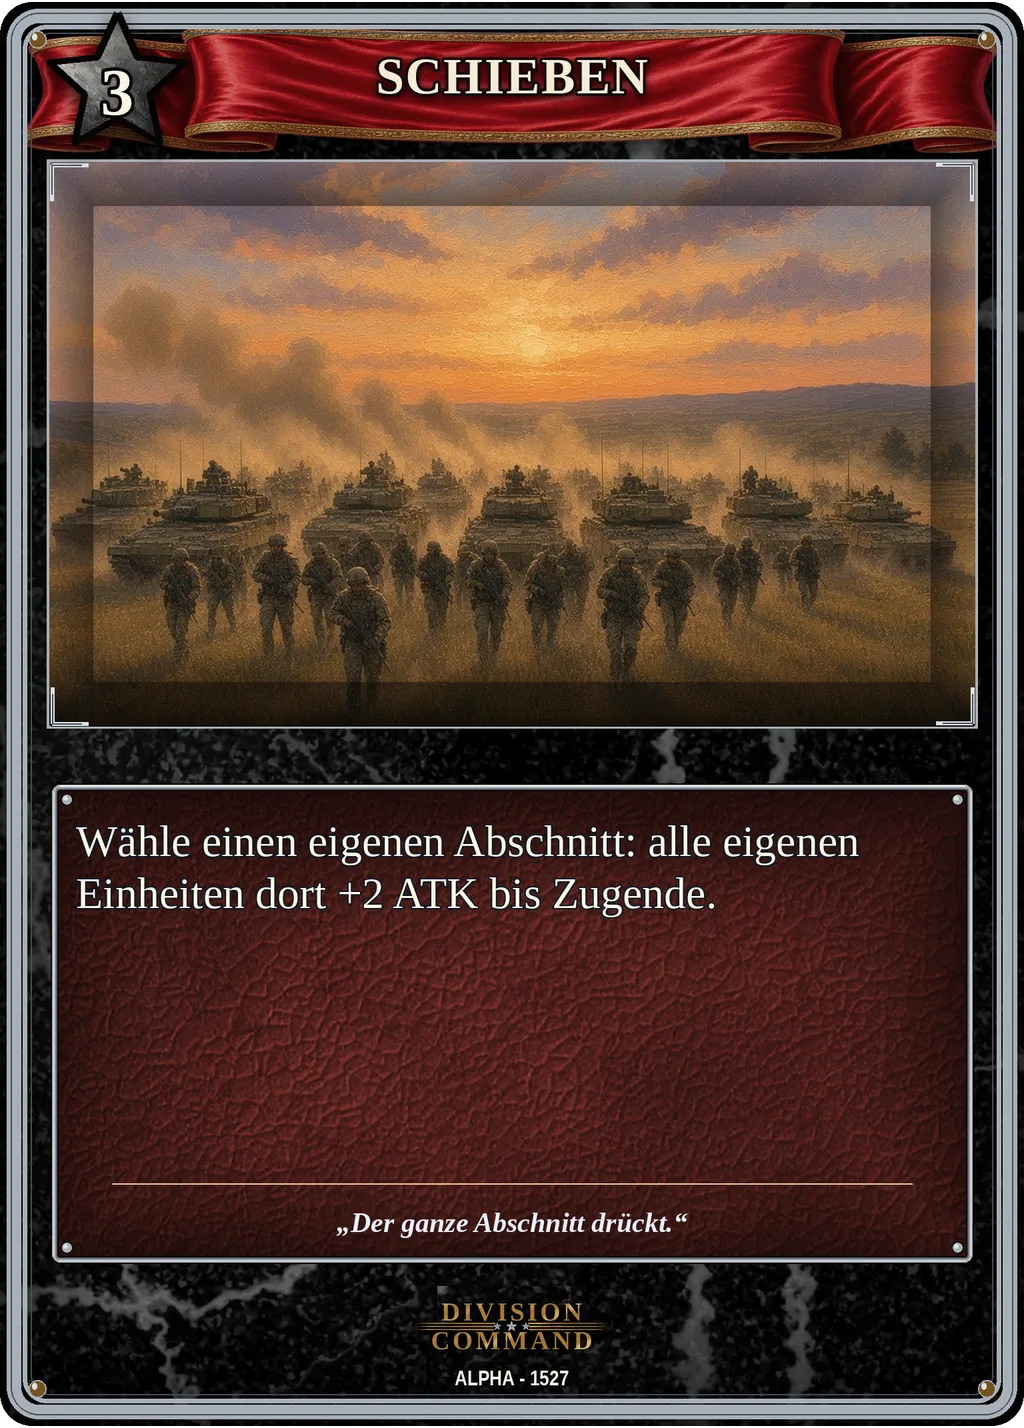 3
SCHIEBEN
Wähle einen eigenen Abschnitt: alle eigenen
Einheiten dort +2 ATK bis Zugende.
„Der ganze Abschnitt drückt.“
DIVISION
COMMAND
ALPHA - 1527